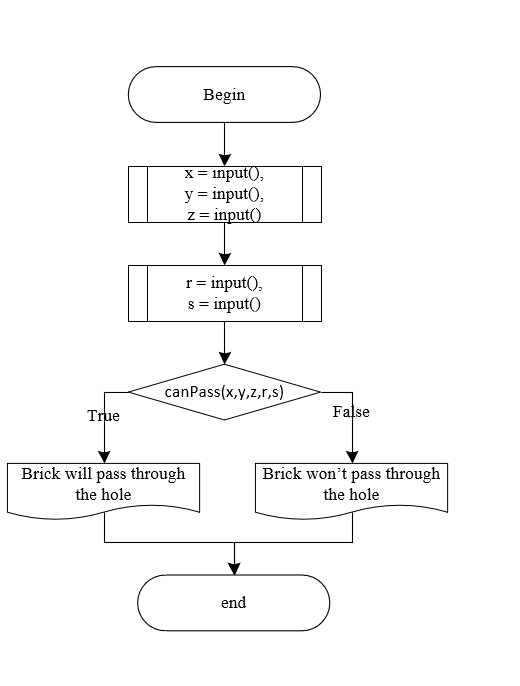 Begin
x = input(),
y = input(),
z = input()
r = input(),
s = input()
canPass(x,y,z,r,s)
True
False
Brick will pass through
the hole
Brick won’t pass through
the hole
end